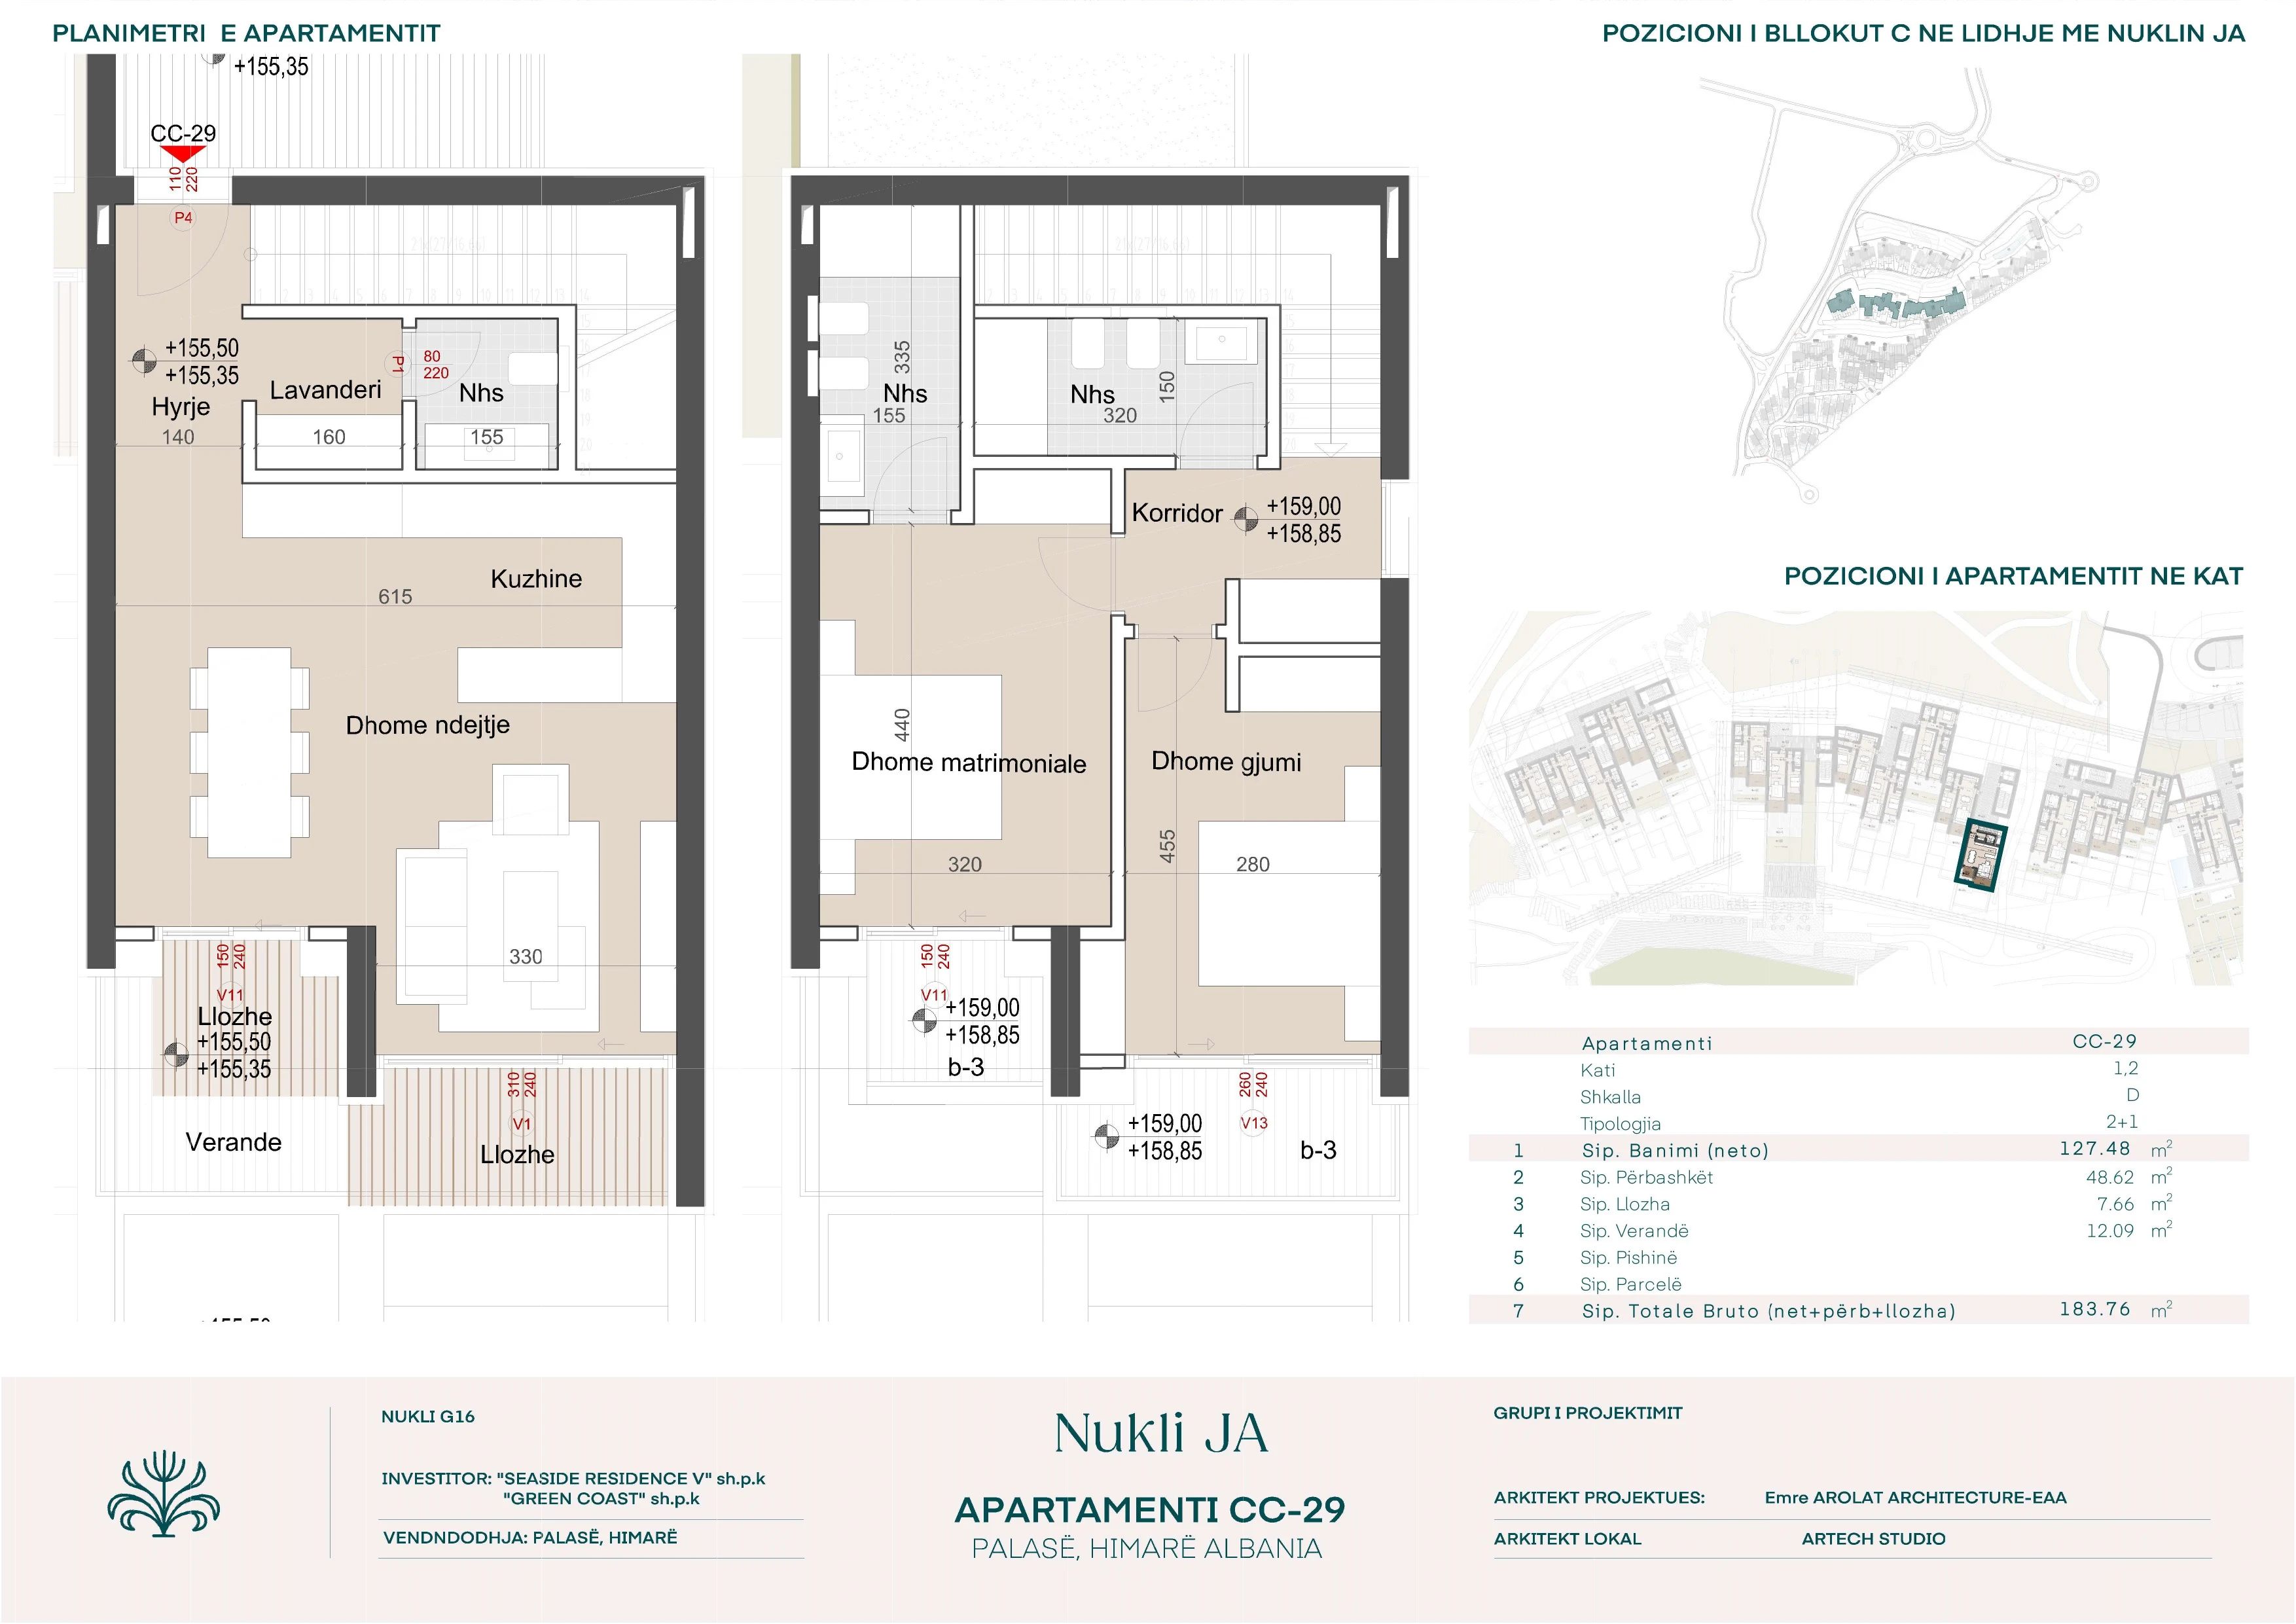 PLANIMETRI E APARTAMENTIT
POZICIONI I BLLOKUT C NE LIDHJE ME NUKLIN JA
+155,35
CC-29
110
220
P4
+155,50
+155,35
Hyrje
140
Lavanderi
160
P1
80
220
Nhs
155
Kuzhine
615
Dhome ndejtje
330
150
240
V11
Llozhe
+155,50
+155,35
Verande
310
240
V1
Llozhe
335
Nhs
155
Nhs
150
320
Korridor
+159,00
+158,85
440
Dhome matrimoniale
320
Dhome gjumi
455
280
150
240
V11
+159,00
+158,85
b-3
260
240
V13
+159,00
+158,85
b-3
POZICIONI I APARTAMENTIT NE KAT
Apartamenti CC-29
Kati 1,2
Shkalla D
Tipologjia 2+1
1 Sip. Banimi (neto) 127.48 m²
2 Sip. Përbashkët 48.62 m²
3 Sip. Llozha 7.66 m²
4 Sip. Verandë 12.09 m²
5 Sip. Pishinë
6 Sip. Parcelë
7 Sip. Totale Bruto (net+përb+llozha) 183.76 m²
NUKLI G16
INVESTITOR: "SEASIDE RESIDENCE V" sh.p.k
"GREEN COAST" sh.p.k
VENDNDODHJA: PALASË, HIMARË
Nukli JA
APARTAMENTI CC-29
PALASË, HIMARË ALBANIA
GRUPI I PROJEKTIMIT
ARKITEKT PROJEKTUES: Emre AROLAT ARCHITECTURE-EAA
ARKITEKT LOKAL ARTECH STUDIO